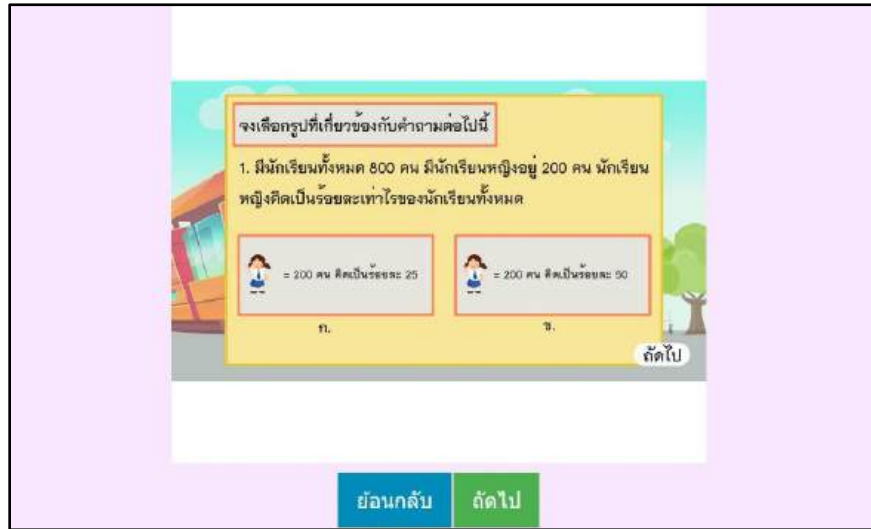 จงเลือกรูปที่เกี่ยวข้องกับคำถามต่อไปนี้
1. มีนักเรียนทั้งหมด 800 คน มีนักเรียนหญิงอยู่ 200 คน นักเรียน
หญิงคิดเป็นร้อยละเท่าไรของนักเรียนทั้งหมด
= 200 คน คิดเป็นร้อยละ 25
= 200 คน คิดเป็นร้อยละ 50
ก.
ข.
ถัดไป
ย้อนกลับ
ถัดไป